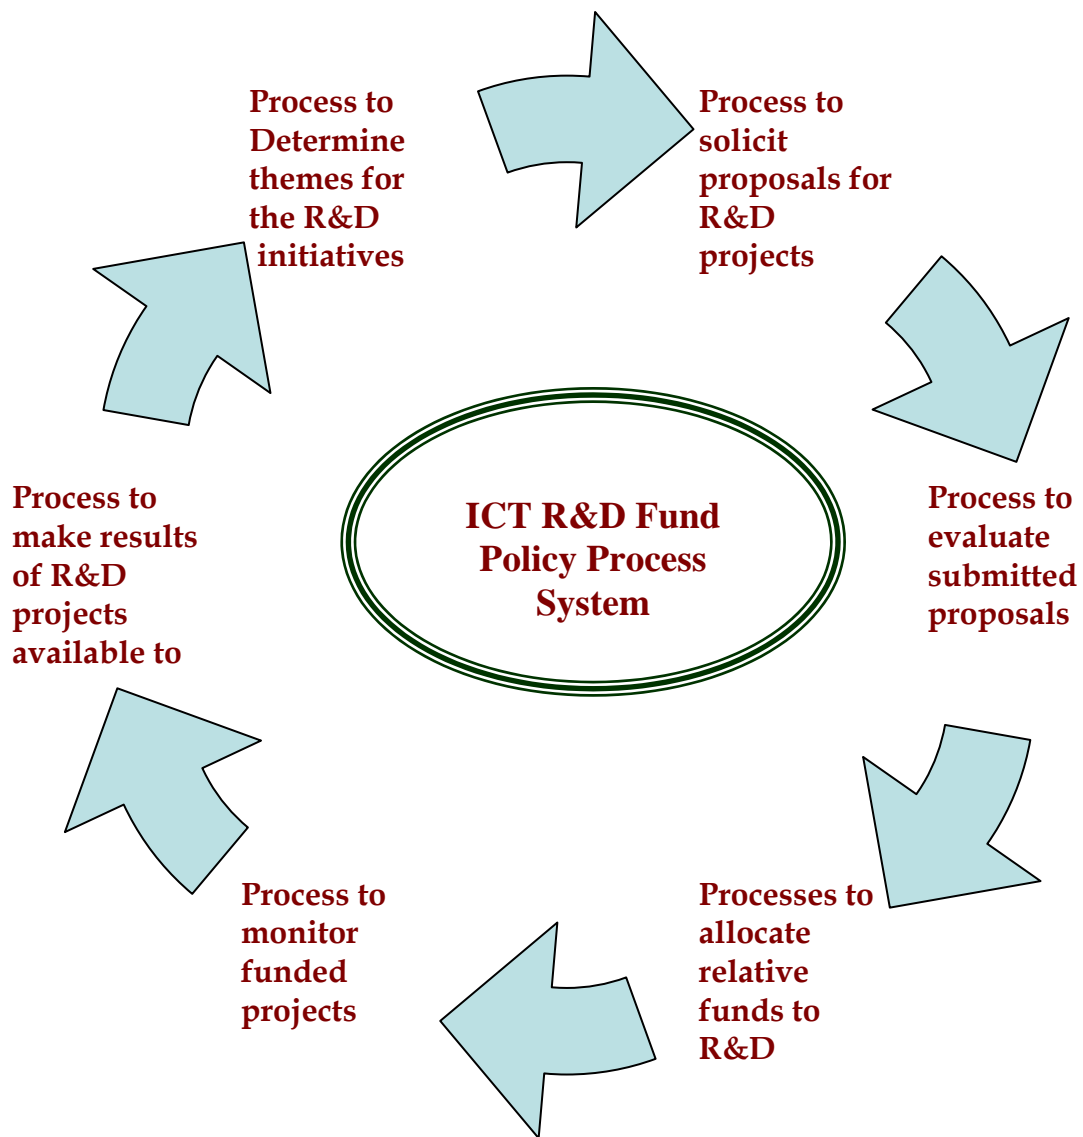 Process to
Determine
themes for
the R&D
initiatives
Process to
solicit
proposals for
R&D
projects
Process to
evaluate
submitted
proposals
Processes to
allocate
relative
funds to
R&D
Process to
monitor
funded
projects
Process to
make results
of R&D
projects
available to
ICT R&D Fund
Policy Process
System